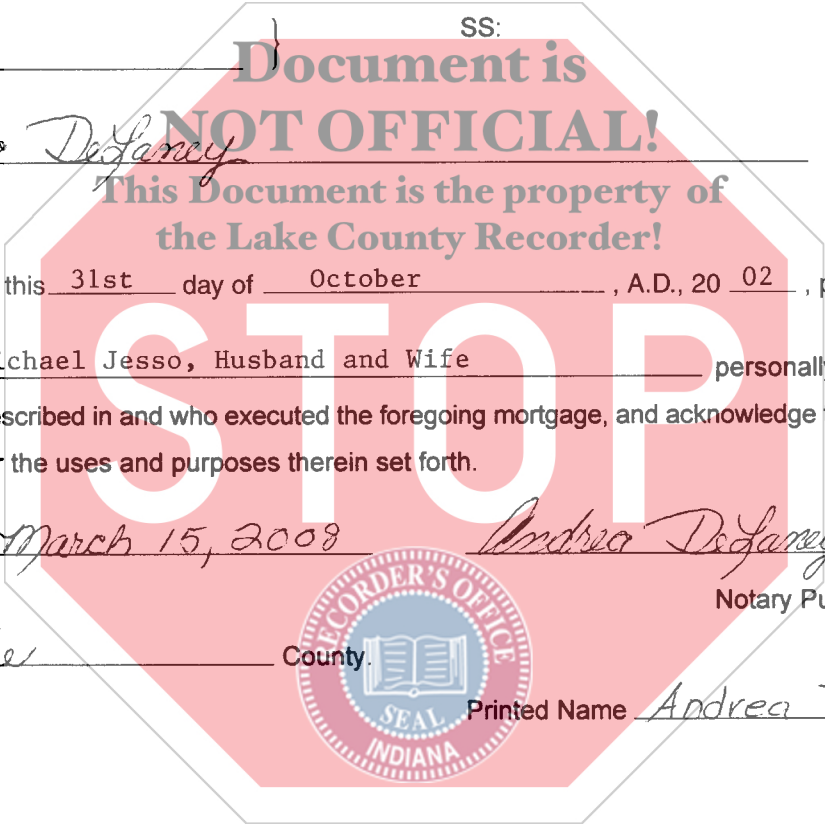 SS:
Document is
NOT OFFICIAL!
DeLaney
This Document is the property of
the Lake County Recorder!
this 31st day of October , A.D., 20 02 ,
STOP
chael Jesso, Husband and Wife personally
scribed in and who executed the foregoing mortgage, and acknowledge
the uses and purposes therein set forth.
March 15, 2008 Andrea DeLaney
Notary Pu
County.
RECORDER'S OFFICE
SEAL
INDIANA
Printed Name Andrea